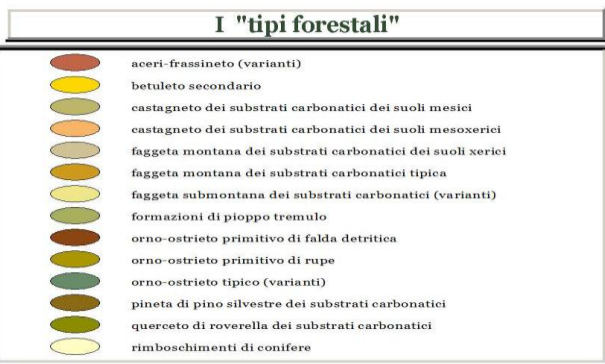 I "tipi forestali"
aceri-frassineto (varianti)
betuleto secondario
castagneto dei substrati carbonatici dei suoli mesici
castagneto dei substrati carbonatici dei suoli mesoxerici
faggeta montana dei substrati carbonatici dei suoli xerici
faggeta montana dei substrati carbonatici tipica
faggeta submontana dei substrati carbonatici (varianti)
formazioni di pioppo tremulo
orno-ostrieto primitivo di falda detritica
orno-ostrieto primitivo di rupe
orno-ostrieto tipico (varianti)
pineta di pino silvestre dei substrati carbonatici
querceto di roverella dei substrati carbonatici
rimboschimenti di conifere